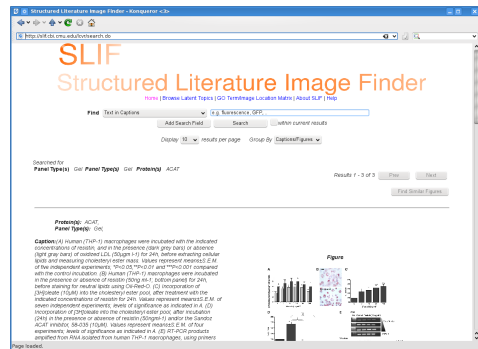 Structured Literature Image Finder - Konqueror <3>
http://slif.cbi.cmu.edu/lcv/search.do
SLIF
Structured Literature Image Finder
Home | Browse Latent Topics | GO Term/Image Location Matrix | About SLIF | Help
Find Text in Captions e.g. fluorescence, GFP, ..
Add Search Field Search within current results
Display 10 results per page Group By Captions/Figures
Searched for
Panel Type(s) Gel Panel Type(s) Gel Protein(s) ACAT
Results 1 - 3 of 3 Prev Next
Find Similar Figures
Protein(s): ACAT,
Panel Type(s): Gel,
Caption:(A) Human (THP-1) macrophages were incubated with the indicated
concentrations of resistin, and in the presence (dark grey bars) or absence
(light gray bars) of oxidized LDL (50µgm l-1) for 24h, before extracting cellular
lipids and measuring cholesteryl ester mass. Values represent means±S.E.M.
of five independent experiments; *P<0.05,**P<0.01 and ***P<0.001 compared
with the control incubation. (B) Human (THP-1) macrophages were incubated
in the presence or absence of resistin (50ng ml-1, bottom panel) for 24h,
before staining for neutral lipids using Oil-Red-O. (C) Incorporation of
[3H]oleate (10µM) into the cholesteryl ester pool, after treatment with the
indicated concentrations of resistin for 24h. Values represent means±S.E.M. of
seven independent experiments; levels of significance as indicated in A. (D)
Incorporation of [3H]oleate into the cholesteryl ester pool, after incubation
(24h) in the presence or absence of resistin (50ngml-1) and/or the Sandoz
ACAT inhibitor, 58-035 (10µM). Values represent means±S.E.M. of four
experiments; levels of significance as indicated in A. (E) RT-PCR products
amplified from RNA isolated from human THP-1 macrophages, using primers
Figure
A B C
D E
Page loaded.